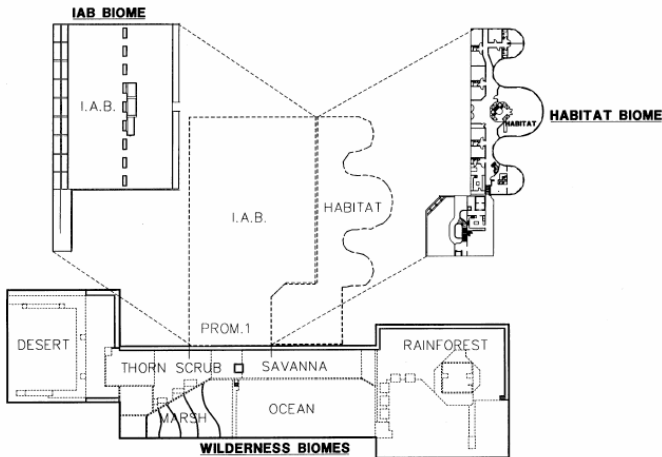 IAB BIOME
I.A.B.
HABITAT
HABITAT BIOME
I.A.B.
HABITAT
PROM.1
DESERT
THORN SCRUB
SAVANNA
RAINFOREST
MARSH
OCEAN
WILDERNESS BIOMES